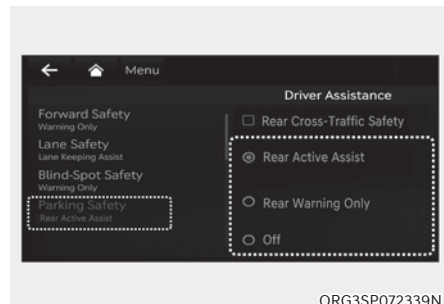 Menu
Driver Assistance
Forward Safety
Warning Only
Lane Safety
Lane Keeping Assist
Blind-Spot Safety
Warning Only
Parking Safety
Rear Active Assist
Rear Cross-Traffic Safety
Rear Active Assist
Rear Warning Only
Off
ORG3SP072339N